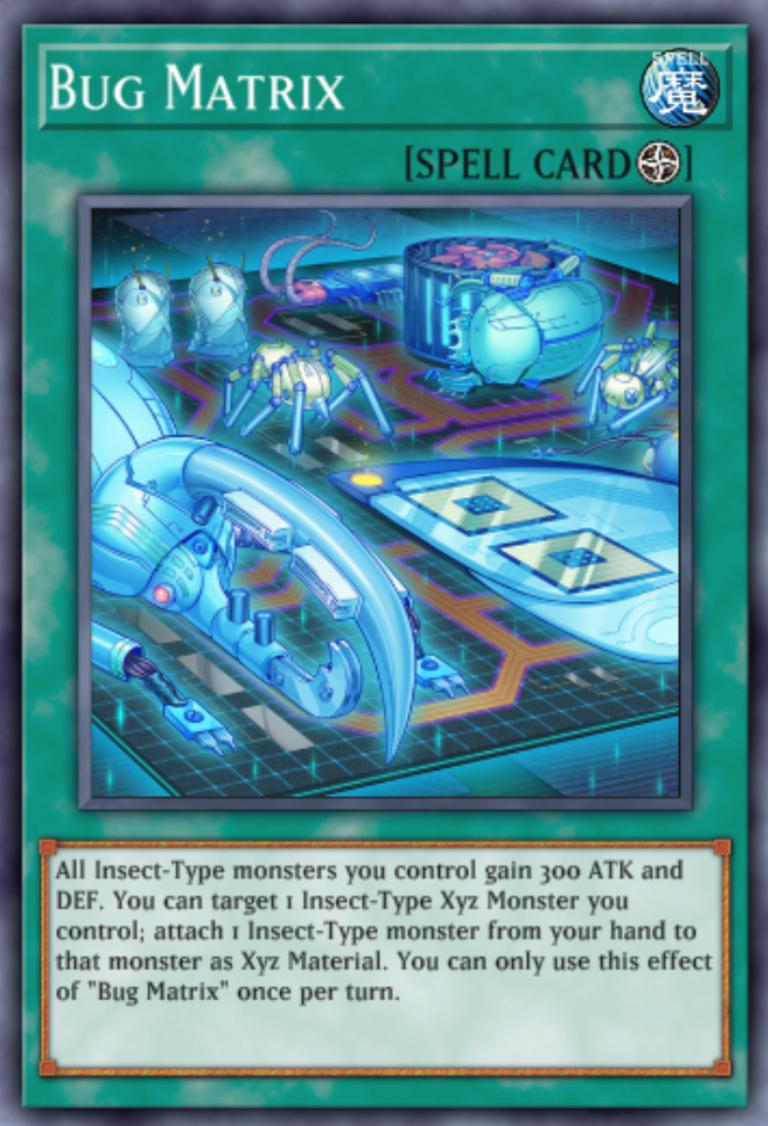 Bug Matrix
SPELL
魔
[SPELL CARD]
All Insect-Type monsters you control gain 300 ATK and
DEF. You can target 1 Insect-Type Xyz Monster you
control; attach 1 Insect-Type monster from your hand to
that monster as Xyz Material. You can only use this effect
of "Bug Matrix" once per turn.